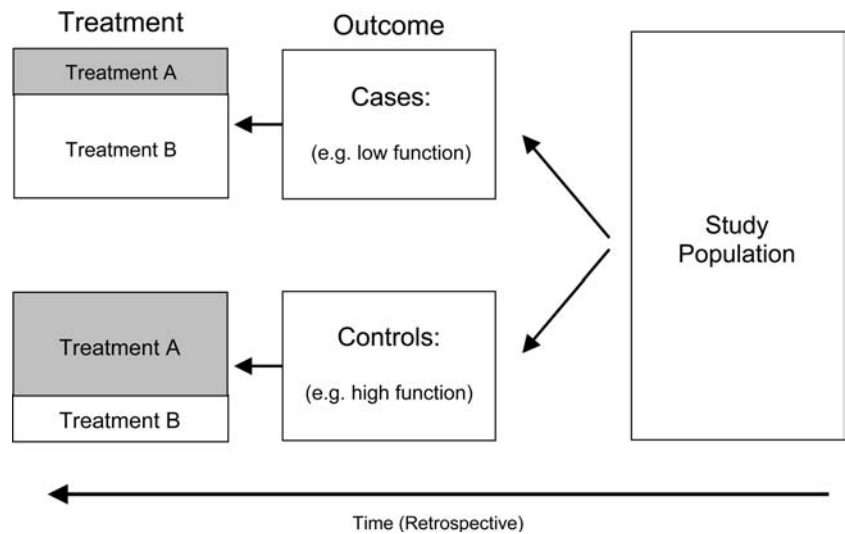 Treatment
Outcome
Treatment A
Treatment B
Cases:
(e.g. low function)
Study
Population
Treatment A
Treatment B
Controls:
(e.g. high function)
Time (Retrospective)